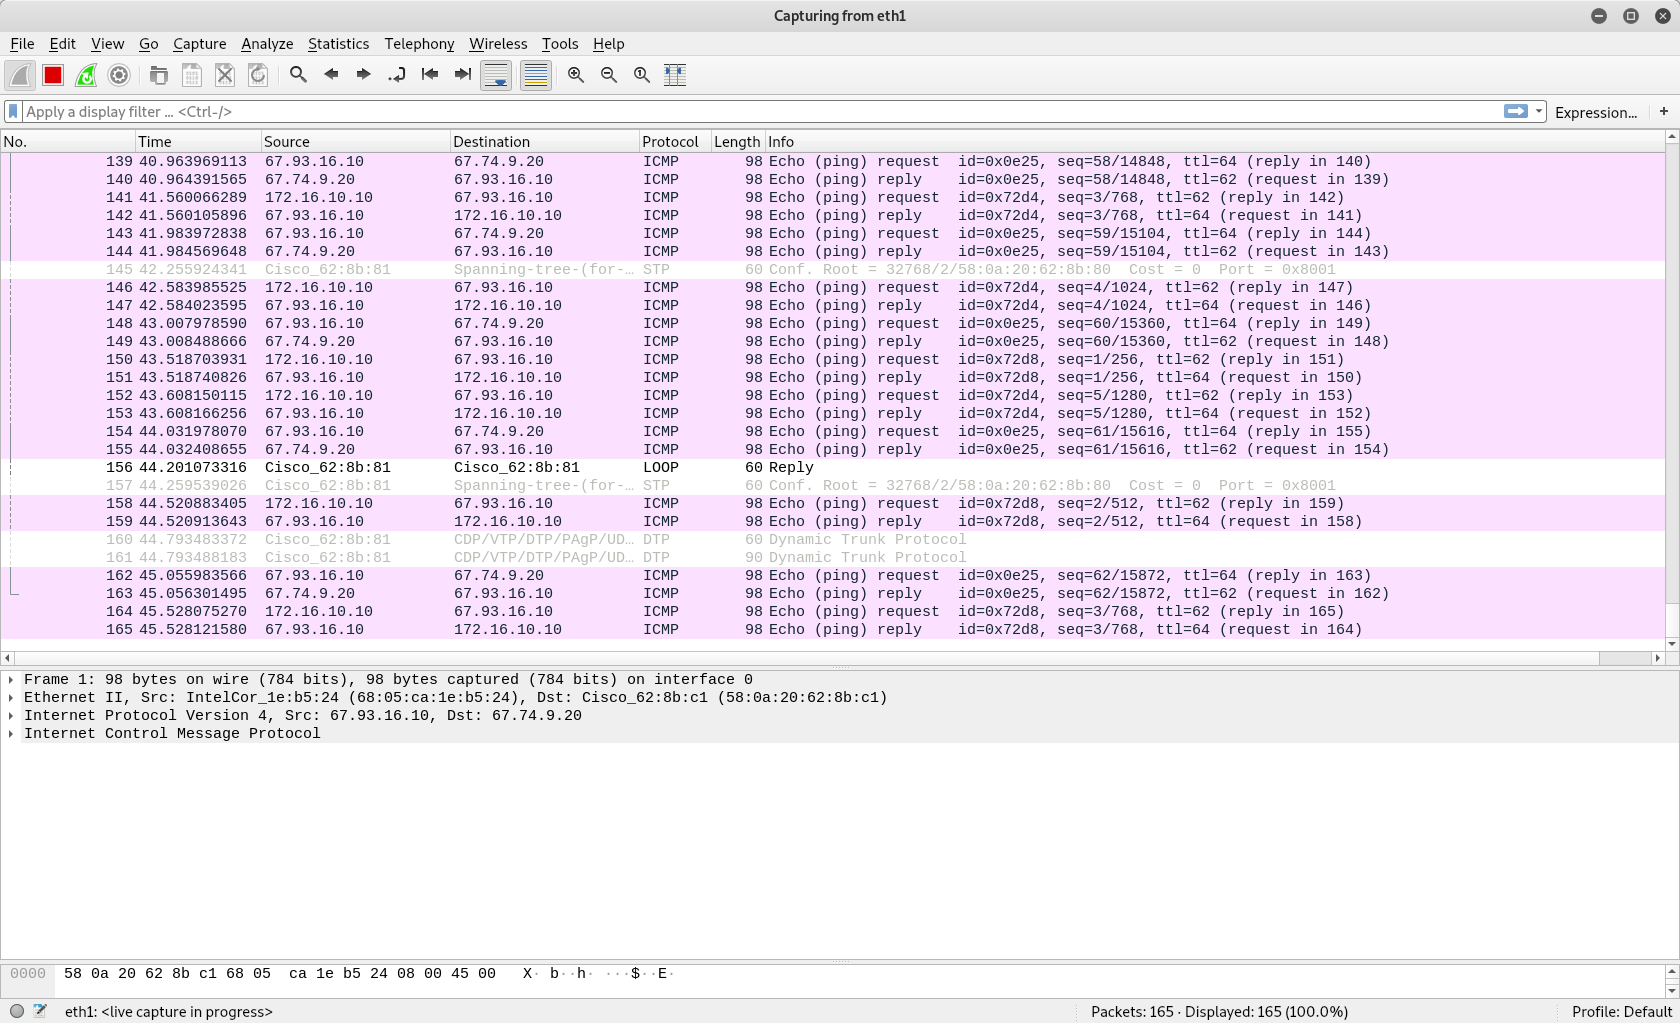 Capturing from eth1
File Edit View Go Capture Analyze Statistics Telephony Wireless Tools Help
Apply a display filter ... <Ctrl-/> Expression... +
No. Time Source Destination Protocol Length Info
139 40.963969113 67.93.16.10 67.74.9.20 ICMP 98 Echo (ping) request id=0x0e25, seq=58/14848, ttl=64 (reply in 140)
140 40.964391565 67.74.9.20 67.93.16.10 ICMP 98 Echo (ping) reply id=0x0e25, seq=58/14848, ttl=62 (request in 139)
141 41.560066289 172.16.10.10 67.93.16.10 ICMP 98 Echo (ping) request id=0x72d4, seq=3/768, ttl=62 (reply in 142)
142 41.560105896 67.93.16.10 172.16.10.10 ICMP 98 Echo (ping) reply id=0x72d4, seq=3/768, ttl=64 (request in 141)
143 41.983972838 67.93.16.10 67.74.9.20 ICMP 98 Echo (ping) request id=0x0e25, seq=59/15104, ttl=64 (reply in 144)
144 41.984569648 67.74.9.20 67.93.16.10 ICMP 98 Echo (ping) reply id=0x0e25, seq=59/15104, ttl=62 (request in 143)
145 42.255924341 Cisco_62:8b:81 Spanning-tree-(for-… STP 60 Conf. Root = 32768/2/58:0a:20:62:8b:80 Cost = 0 Port = 0x8001
146 42.583985525 172.16.10.10 67.93.16.10 ICMP 98 Echo (ping) request id=0x72d4, seq=4/1024, ttl=62 (reply in 147)
147 42.584023595 67.93.16.10 172.16.10.10 ICMP 98 Echo (ping) reply id=0x72d4, seq=4/1024, ttl=64 (request in 146)
148 43.007978590 67.93.16.10 67.74.9.20 ICMP 98 Echo (ping) request id=0x0e25, seq=60/15360, ttl=64 (reply in 149)
149 43.008488666 67.74.9.20 67.93.16.10 ICMP 98 Echo (ping) reply id=0x0e25, seq=60/15360, ttl=62 (request in 148)
150 43.518703931 172.16.10.10 67.93.16.10 ICMP 98 Echo (ping) request id=0x72d8, seq=1/256, ttl=62 (reply in 151)
151 43.518740826 67.93.16.10 172.16.10.10 ICMP 98 Echo (ping) reply id=0x72d8, seq=1/256, ttl=64 (request in 150)
152 43.608150115 172.16.10.10 67.93.16.10 ICMP 98 Echo (ping) request id=0x72d4, seq=5/1280, ttl=62 (reply in 153)
153 43.608166256 67.93.16.10 172.16.10.10 ICMP 98 Echo (ping) reply id=0x72d4, seq=5/1280, ttl=64 (request in 152)
154 44.031978070 67.93.16.10 67.74.9.20 ICMP 98 Echo (ping) request id=0x0e25, seq=61/15616, ttl=64 (reply in 155)
155 44.032408655 67.74.9.20 67.93.16.10 ICMP 98 Echo (ping) reply id=0x0e25, seq=61/15616, ttl=62 (request in 154)
156 44.201073316 Cisco_62:8b:81 Cisco_62:8b:81 LOOP 60 Reply
157 44.259539026 Cisco_62:8b:81 Spanning-tree-(for-… STP 60 Conf. Root = 32768/2/58:0a:20:62:8b:80 Cost = 0 Port = 0x8001
158 44.520883405 172.16.10.10 67.93.16.10 ICMP 98 Echo (ping) request id=0x72d8, seq=2/512, ttl=62 (reply in 159)
159 44.520913643 67.93.16.10 172.16.10.10 ICMP 98 Echo (ping) reply id=0x72d8, seq=2/512, ttl=64 (request in 158)
160 44.793483372 Cisco_62:8b:81 CDP/VTP/DTP/PAgP/UD… DTP 60 Dynamic Trunk Protocol
161 44.793488183 Cisco_62:8b:81 CDP/VTP/DTP/PAgP/UD… DTP 90 Dynamic Trunk Protocol
162 45.055983566 67.93.16.10 67.74.9.20 ICMP 98 Echo (ping) request id=0x0e25, seq=62/15872, ttl=64 (reply in 163)
163 45.056301495 67.74.9.20 67.93.16.10 ICMP 98 Echo (ping) reply id=0x0e25, seq=62/15872, ttl=62 (request in 162)
164 45.528075270 172.16.10.10 67.93.16.10 ICMP 98 Echo (ping) request id=0x72d8, seq=3/768, ttl=62 (reply in 165)
165 45.528121580 67.93.16.10 172.16.10.10 ICMP 98 Echo (ping) reply id=0x72d8, seq=3/768, ttl=64 (request in 164)
Frame 1: 98 bytes on wire (784 bits), 98 bytes captured (784 bits) on interface 0
Ethernet II, Src: IntelCor_1e:b5:24 (68:05:ca:1e:b5:24), Dst: Cisco_62:8b:c1 (58:0a:20:62:8b:c1)
Internet Protocol Version 4, Src: 67.93.16.10, Dst: 67.74.9.20
Internet Control Message Protocol
0000 58 0a 20 62 8b c1 68 05 ca 1e b5 24 08 00 45 00 X· b··h· ···$··E·
eth1: <live capture in progress> Packets: 165 · Displayed: 165 (100.0%) Profile: Default